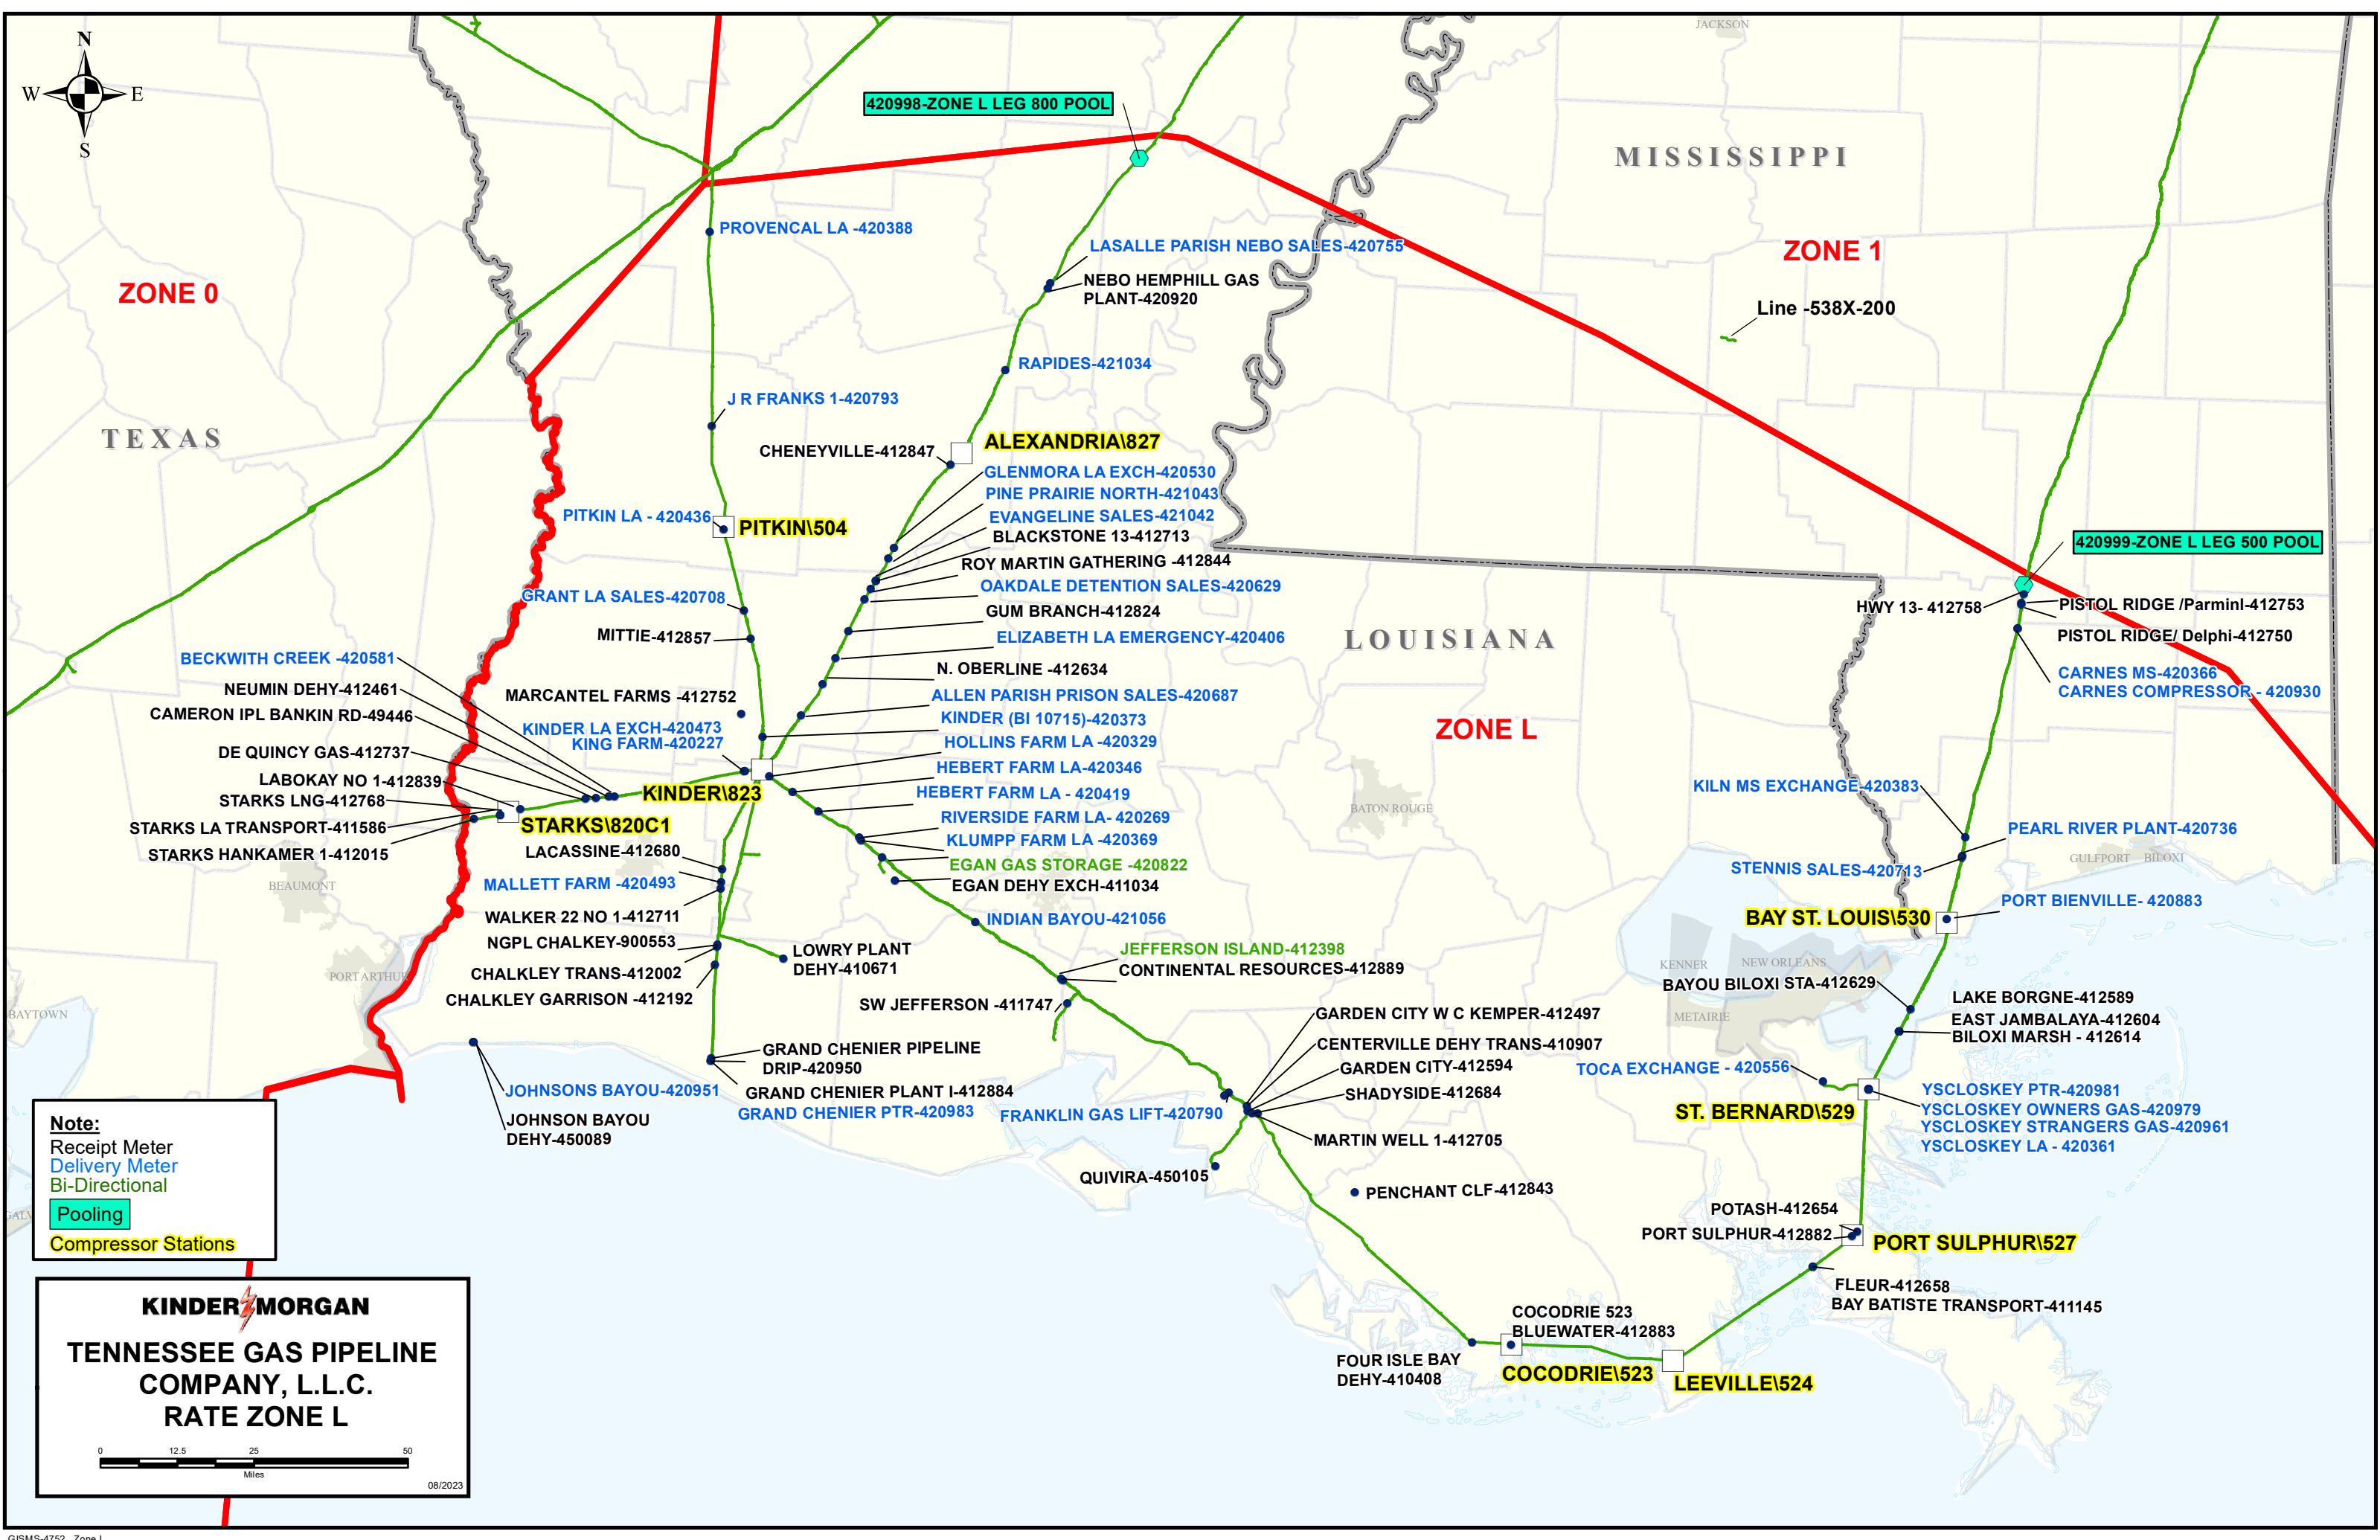 N
W
E
S
JACKSON
420998-ZONE L LEG 800 POOL
MISSISSIPPI
PROVENCAL LA -420388
LASALLE PARISH NEBO SALES-420755
ZONE 1
NEBO HEMPHILL GAS
PLANT-420920
ZONE 0
Line -538X-200
RAPIDES-421034
J R FRANKS 1-420793
TEXAS
ALEXANDRIA\827
CHENEYVILLE-412847
GLENMORA LA EXCH-420530
PINE PRAIRIE NORTH-421043
PITKIN LA - 420436
EVANGELINE SALES-421042
PITKIN\504
BLACKSTONE 13-412713
420999-ZONE L LEG 500 POOL
ROY MARTIN GATHERING -412844
OAKDALE DETENTION SALES-420629
GRANT LA SALES-420708
GUM BRANCH-412824
HWY 13- 412758
PISTOL RIDGE /Parminl-412753
MITTIE-412857
ELIZABETH LA EMERGENCY-420406
LOUISIANA
PISTOL RIDGE/ Delphi-412750
BECKWITH CREEK -420581
N. OBERLINE -412634
CARNES MS-420366
CARNES COMPRESSOR - 420930
NEUMIN DEHY-412461
MARCANTEL FARMS -412752
ALLEN PARISH PRISON SALES-420687
CAMERON IPL BANKIN RD-49446
KINDER (BI 10715)-420373
KINDER LA EXCH-420473
KING FARM-420227
ZONE L
HOLLINS FARM LA -420329
DE QUINCY GAS-412737
HEBERT FARM LA-420346
LABOKAY NO 1-412839
KINDER\823
HEBERT FARM LA - 420419
KILN MS EXCHANGE-420383
STARKS LNG-412768
BATON ROUGE
STARKS LA TRANSPORT-411586
STARKS\820C1
RIVERSIDE FARM LA- 420269
PEARL RIVER PLANT-420736
STARKS HANKAMER 1-412015
LACASSINE-412680
KLUMPP FARM LA -420369
GULFPORT
BILOXI
EGAN GAS STORAGE -420822
STENNIS SALES-420713
BEAUMONT
MALLETT FARM -420493
EGAN DEHY EXCH-411034
PORT BIENVILLE- 420883
WALKER 22 NO 1-412711
INDIAN BAYOU-421056
BAY ST. LOUIS\530
NGPL CHALKEY-900553
LOWRY PLANT
DEHY-410671
JEFFERSON ISLAND-412398
KENNER
NEW ORLEANS
PORT ARTHUR
CHALKLEY TRANS-412002
CONTINENTAL RESOURCES-412889
BAYOU BILOXI STA-412629
CHALKLEY GARRISON -412192
SW JEFFERSON -411747
LAKE BORGNE-412589
BAYTOWN
GARDEN CITY W C KEMPER-412497
METAIRIE
EAST JAMBALAYA-412604
BILOXI MARSH - 412614
GRAND CHENIER PIPELINE
DRIP-420950
CENTERVILLE DEHY TRANS-410907
GARDEN CITY-412594
TOCA EXCHANGE - 420556
JOHNSONS BAYOU-420951
GRAND CHENIER PLANT I-412884
SHADYSIDE-412684
YSCLOSKEY PTR-420981
GRAND CHENIER PTR-420983
FRANKLIN GAS LIFT-420790
ST. BERNARD\529
YSCLOSKEY OWNERS GAS-420979
JOHNSON BAYOU
DEHY-450089
YSCLOSKEY STRANGERS GAS-420961
MARTIN WELL 1-412705
YSCLOSKEY LA - 420361
QUIVIRA-450105
PENCHANT CLF-412843
Note:
Receipt Meter
Delivery Meter
Bi-Directional
Pooling
Compressor Stations
GALV
POTASH-412654
PORT SULPHUR-412882
PORT SULPHUR\527
FLEUR-412658
BAY BATISTE TRANSPORT-411145
COCODRIE 523
BLUEWATER-412883
FOUR ISLE BAY
DEHY-410408
COCODRIE\523
LEEVILLE\524
KINDER MORGAN
TENNESSEE GAS PIPELINE
COMPANY, L.L.C.
RATE ZONE L
0 12.5 25 50
Miles
08/2023